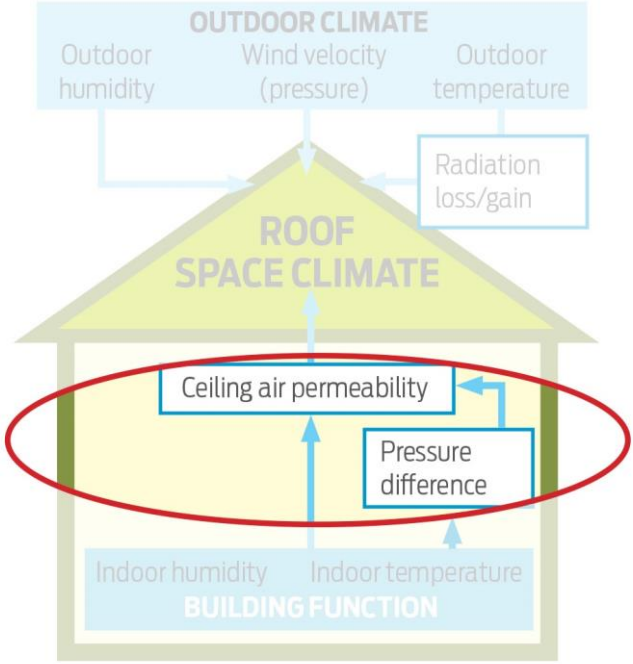 OUTDOOR CLIMATE
Outdoor humidity
Wind velocity (pressure)
Outdoor temperature
Radiation loss/gain
ROOF
SPACE CLIMATE
Ceiling air permeability
Pressure difference
Indoor humidity
Indoor temperature
BUILDING FUNCTION